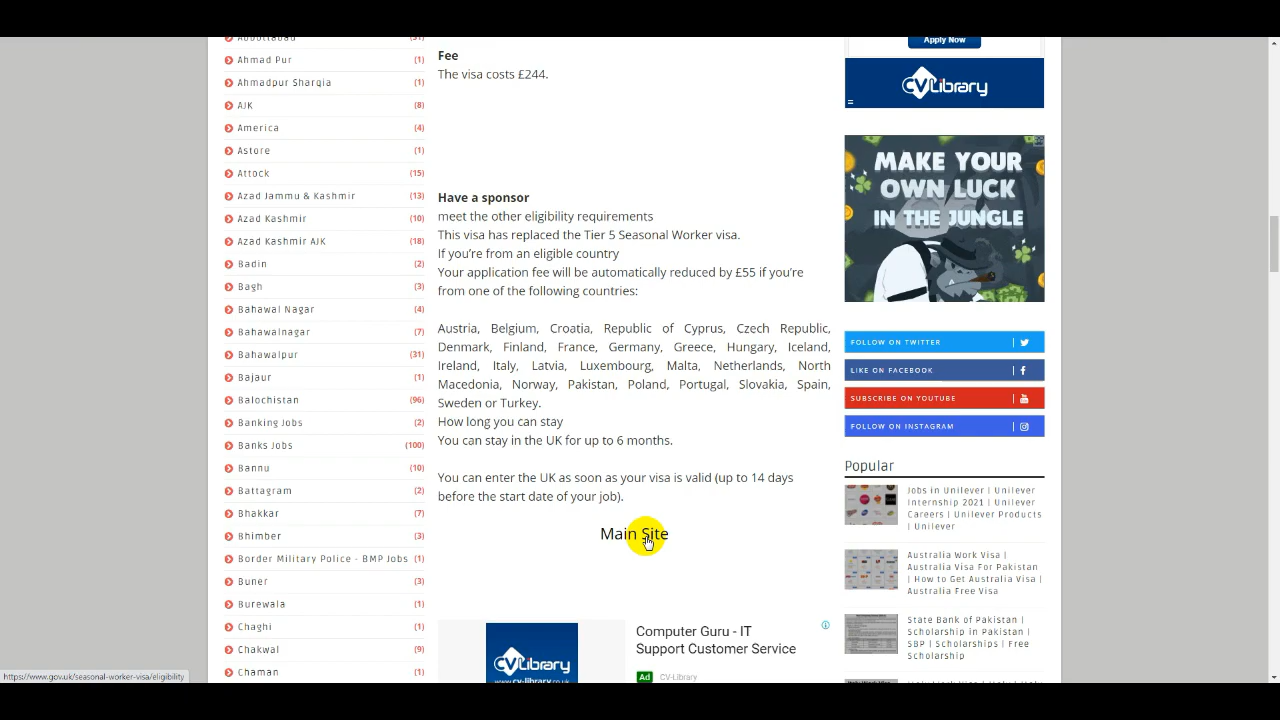 Abbottabad (31)
Ahmad Pur (1)
Ahmadpur Sharqia (1)
AJK (8)
America (4)
Astore (1)
Attock (15)
Azad Jammu & Kashmir (13)
Azad Kashmir (10)
Azad Kashmir AJK (18)
Badin (2)
Bagh (3)
Bahawal Nagar (4)
Bahawalnagar (7)
Bahawalpur (31)
Bajaur (1)
Balochistan (96)
Banking Jobs (2)
Banks Jobs (100)
Bannu (10)
Battagram (2)
Bhakkar (7)
Bhimber (3)
Border Military Police - BMP Jobs (1)
Buner (3)
Burewala (1)
Chaghi (1)
Chakwal (9)
Chaman (1)
https://www.gov.uk/seasonal-worker-visa/eligibility
Fee
The visa costs £244.
Have a sponsor
meet the other eligibility requirements
This visa has replaced the Tier 5 Seasonal Worker visa.
If you’re from an eligible country
Your application fee will be automatically reduced by £55 if you’re
from one of the following countries:
Austria, Belgium, Croatia, Republic of Cyprus, Czech Republic,
Denmark, Finland, France, Germany, Greece, Hungary, Iceland,
Ireland, Italy, Latvia, Luxembourg, Malta, Netherlands, North
Macedonia, Norway, Pakistan, Poland, Portugal, Slovakia, Spain,
Sweden or Turkey.
How long you can stay
You can stay in the UK for up to 6 months.
You can enter the UK as soon as your visa is valid (up to 14 days
before the start date of your job).
Main Site
CVLibrary
www.cv-library.co.uk
Computer Guru - IT
Support Customer Service
Ad CV-Library
Apply Now
CVLibrary
MAKE YOUR
OWN LUCK
IN THE JUNGLE
FOLLOW ON TWITTER
LIKE ON FACEBOOK
SUBSCRIBE ON YOUTUBE
FOLLOW ON INSTAGRAM
Popular
Jobs in Unilever | Unilever
Internship 2021 | Unilever
Careers | Unilever Products
| Unilever
Australia Work Visa |
Australia Visa For Pakistan
| How to Get Australia Visa |
Australia Free Visa
State Bank of Pakistan |
Scholarship in Pakistan |
SBP | Scholarships | Free
Scholarship